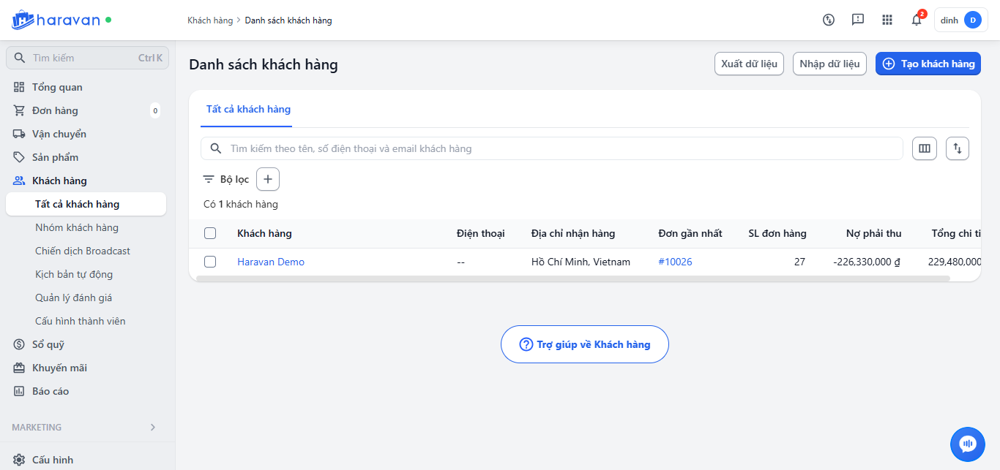 haravan
Khách hàng > Danh sách khách hàng
2
dinh D
Tìm kiếm Ctrl K
Tổng quan
Đơn hàng 0
Vận chuyển
Sản phẩm
Khách hàng
Tất cả khách hàng
Nhóm khách hàng
Chiến dịch Broadcast
Kịch bản tự động
Quản lý đánh giá
Cấu hình thành viên
Sổ quỹ
Khuyến mãi
Báo cáo
MARKETING
Cấu hình
Danh sách khách hàng
Xuất dữ liệu Nhập dữ liệu Tạo khách hàng
Tất cả khách hàng
Tìm kiếm theo tên, số điện thoại và email khách hàng
Bộ lọc
Có 1 khách hàng
Khách hàng Điện thoại Địa chỉ nhận hàng Đơn gần nhất SL đơn hàng Nợ phải thu Tổng chi ti
Haravan Demo -- Hồ Chí Minh, Vietnam #10026 27 -226,330,000 ₫ 229,480,000
Trợ giúp về Khách hàng